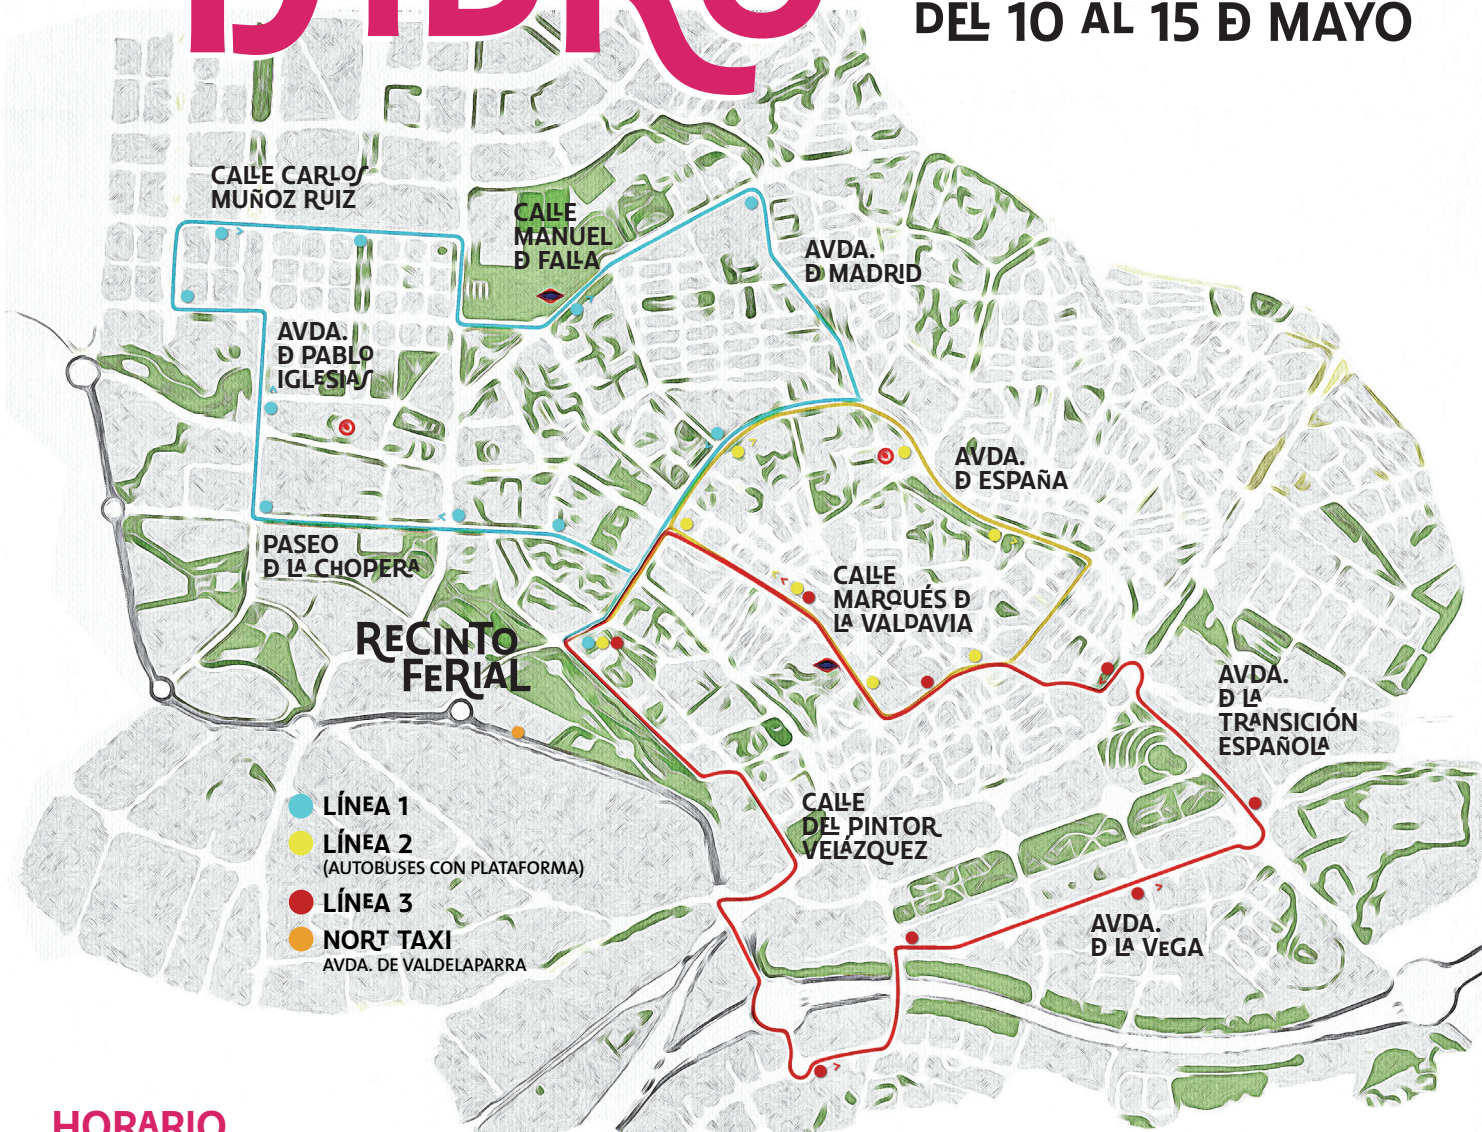 DEL 10 AL 15 D MAYO
CALLE CARLOS
MUÑOZ RUIZ
CALLE
MANUEL
D FALLA
AVDA.
D MADRID
AVDA.
D PABLO
IGLESIAS
AVDA.
D ESPAÑA
PASEO
D LA CHOPERA
CALLE
MARQUÉS D
LA VALDAVIA
RECINTO
FERIAL
AVDA.
D LA
TRANSICIÓN
ESPAÑOLA
CALLE
DEL PINTOR
VELÁZQUEZ
LÍNEA 1
LÍNEA 2
(AUTOBUSES CON PLATAFORMA)
LÍNEA 3
NORT TAXI
AVDA. DE VALDELAPARRA
AVDA.
D LA VEGA
HORARIO